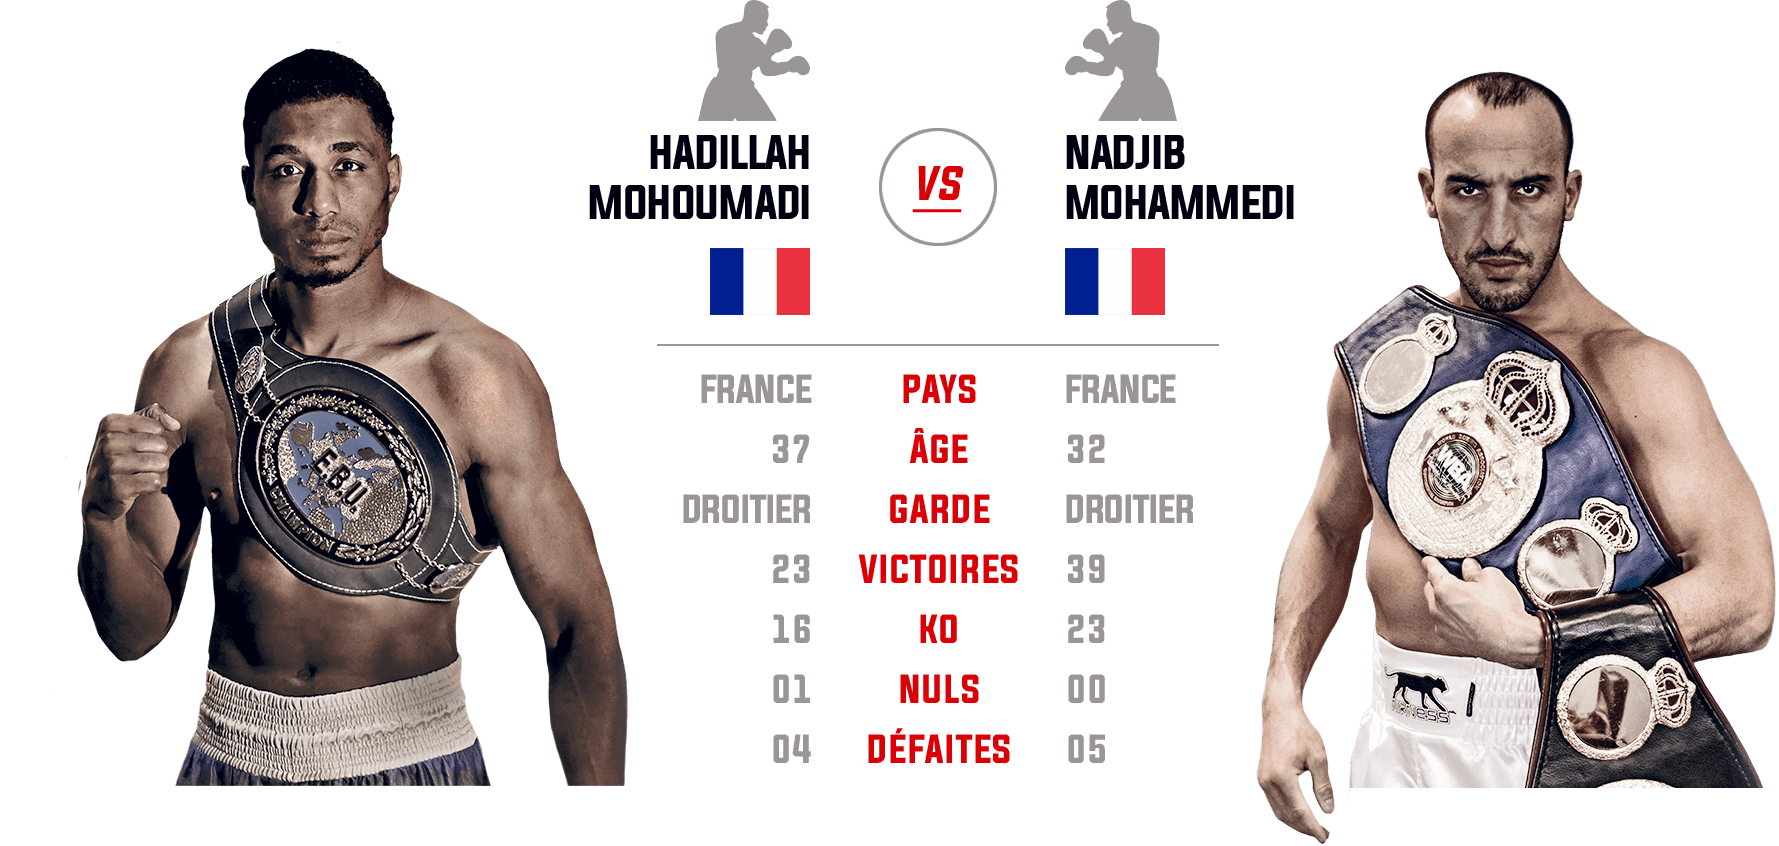 HADILLAH
MOHOUMADI
VS
NADJIB
MOHAMMEDI
FRANCE PAYS FRANCE
37 ÂGE 32
DROITIER GARDE DROITIER
23 VICTOIRES 39
16 KO 23
01 NULS 00
04 DÉFAITES 05
E.B.U.
CHAMPION
WBA